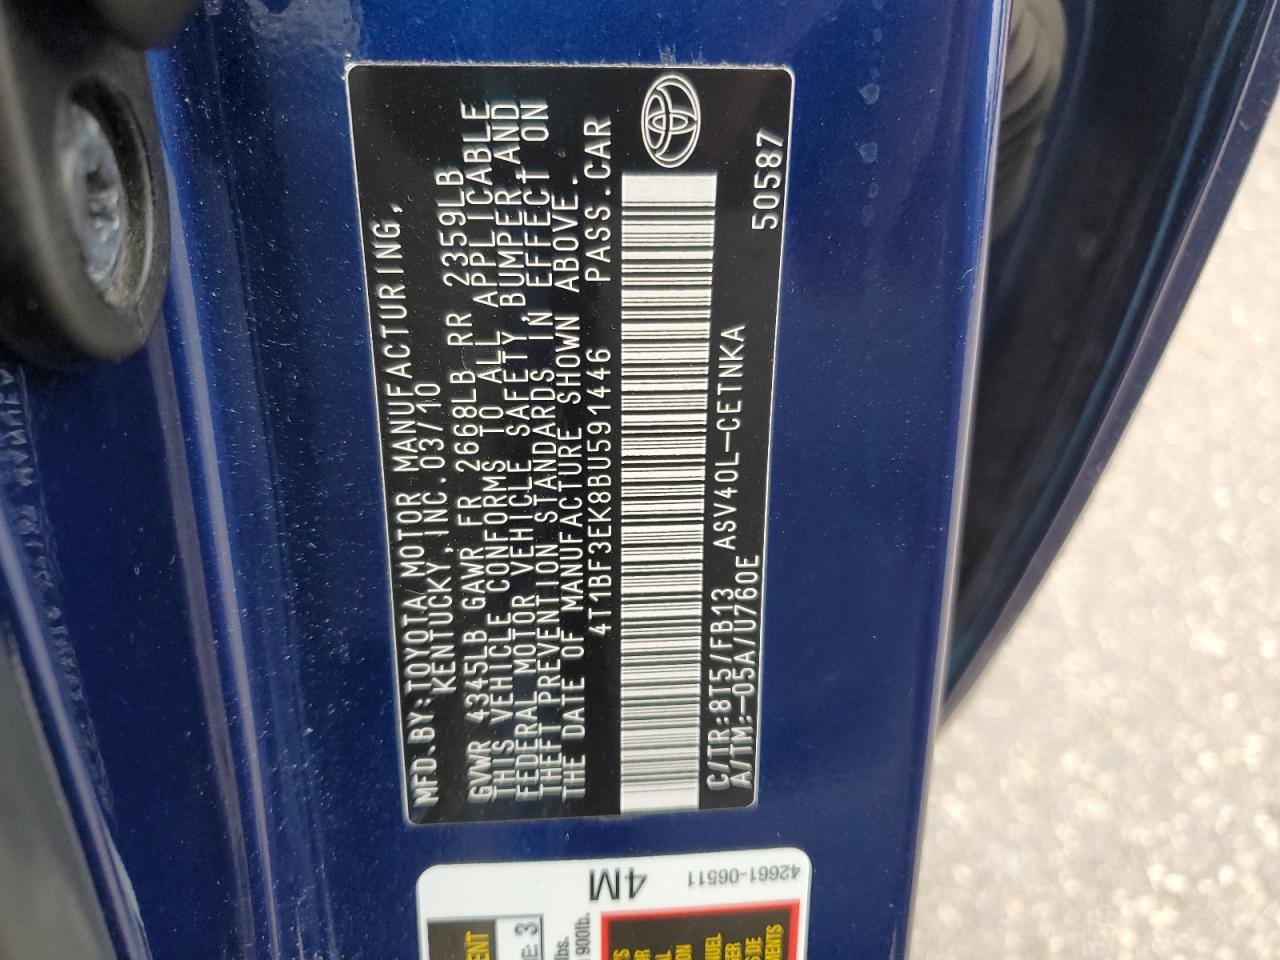 MFD.BY:TOYOTA MOTOR MANUFACTURING,
KENTUCKY, INC. 03/10
GVWR 4345LB GAWR FR 2668LB RR 2359LB
THIS VEHICLE CONFORMS TO ALL APPLICABLE
FEDERAL MOTOR VEHICLE SAFETY, BUMPER AND
THEFT PREVENTION STANDARDS IN EFFECT ON
THE DATE OF MANUFACTURE SHOWN ABOVE.
4T1BF3EK8BU591446 PASS.CAR
C/TR:8T5/FB13 ASV40L-CETNKA
A/TM:-05A/U760E 50587
4M
42661-06511